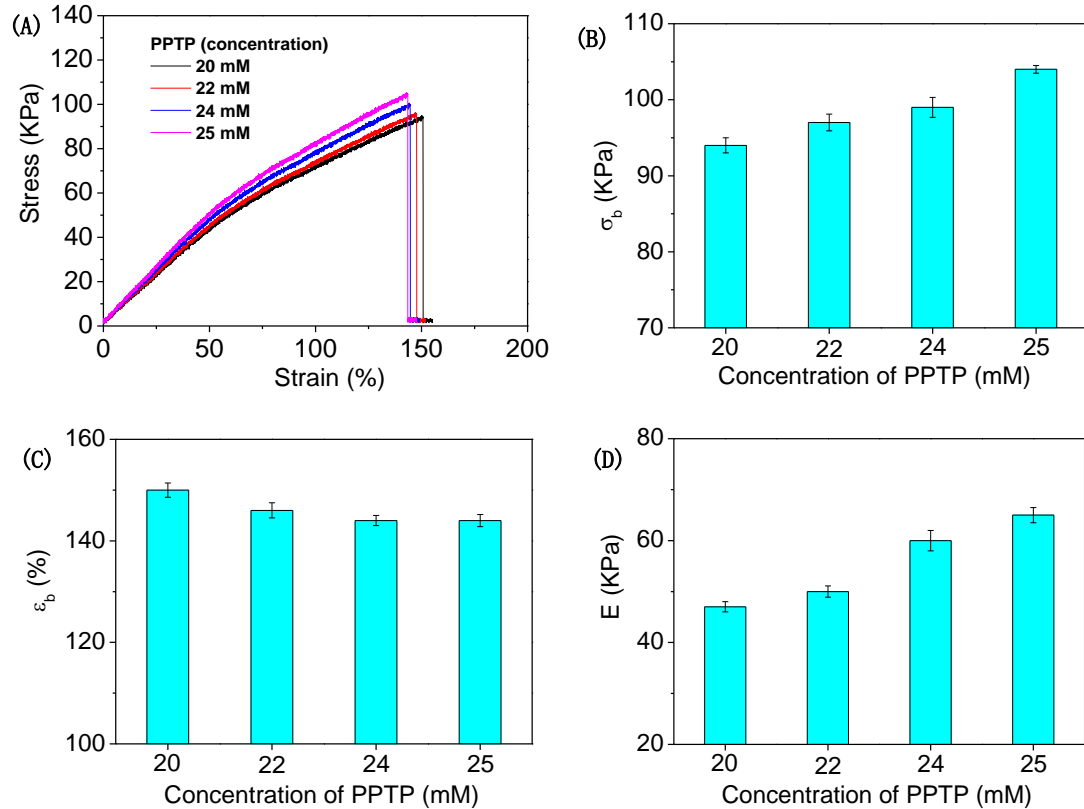 (A)
140
120
100
80
60
40
20
0
Stress (KPa)
PPTP (concentration)
20 mM
22 mM
24 mM
25 mM
0 50 100 150 200
Strain (%)
(B)
110
100
90
80
70
σb (KPa)
20 22 24 25
Concentration of PPTP (mM)
(C)
160
140
120
100
εb (%)
20 22 24 25
Concentration of PPTP (mM)
(D)
80
60
40
20
E (KPa)
20 22 24 25
Concentration of PPTP (mM)